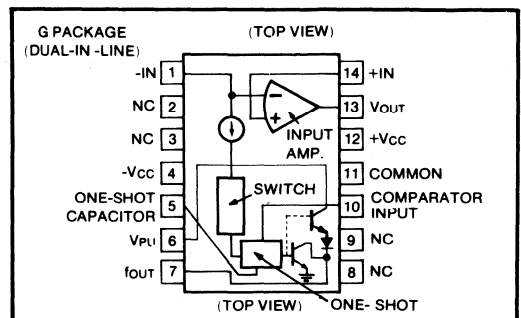 G PACKAGE
(DUAL-IN-LINE)
(TOP VIEW)
-IN 1
14 +IN
NC 2
13 VOUT
NC 3
INPUT
AMP.
12 +VCC
-VCC 4
11 COMMON
ONE-SHOT
CAPACITOR
5
SWITCH
10 COMPARATOR
INPUT
VPLI 6
9 NC
fOUT 7
8 NC
(TOP VIEW)
ONE-SHOT